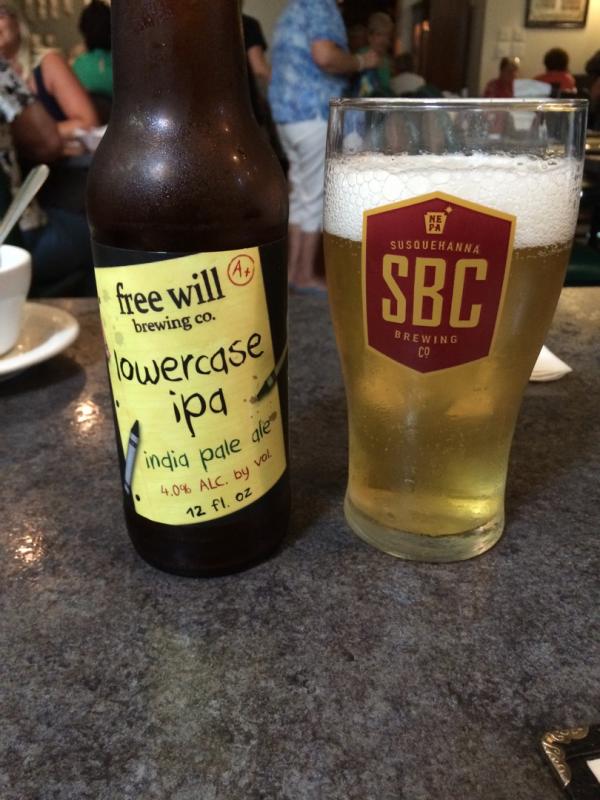 A+
free will
brewing co.
lowercase
ipa
india pale ale
4.0% ALC. by vol.
12 fl. oz
NE
PA
SUSQUEHANNA
SBC
BREWING
CO